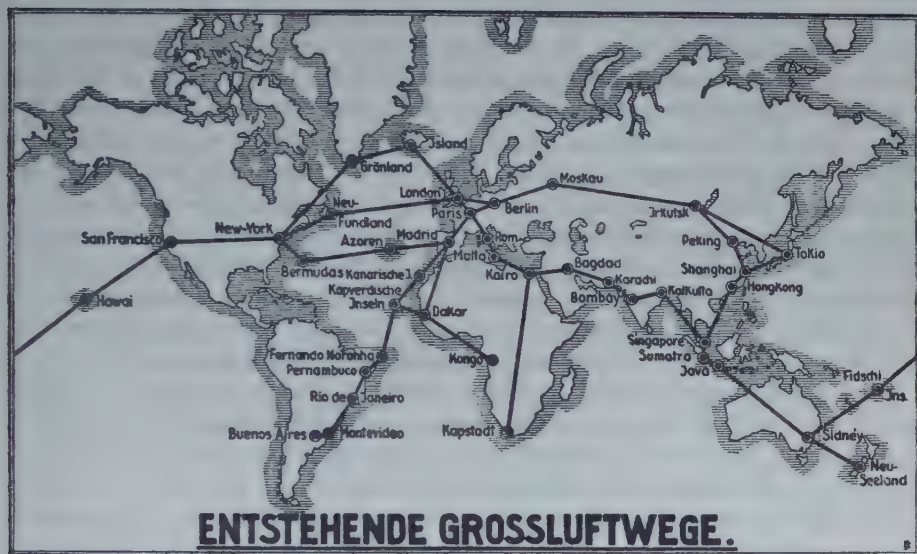 Island
Grönland
Moskau
London
Neu-
Fundland
Paris
Berlin
Irkutsk
New-York
San Francisco
Azoren
Madrid
Rom
Peking
Tokio
Malta
Bermudas
Kanarische I.
Kairo
Bagdad
Shanghai
Karachi
Hawai
Kapverdische
Jnseln
Dakar
Bombay
Kalkutta
HongKong
Singapore
Sumatra
Java
Fernando Noronha
Pernambuco
Kongo
Fidschi
Jns.
Rio de Janeiro
Buenos Aires
Montevideo
Kapstadt
Sidney
Neu-
Seeland
ENTSTEHENDE GROSSLUFTWEGE.